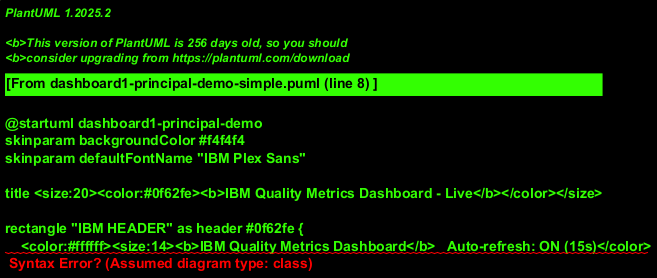 PlantUML 1.2025.2
<b>This version of PlantUML is 256 days old, so you should
<b>consider upgrading from https://plantuml.com/download
[From dashboard1-principal-demo-simple.puml (line 8) ]
@startuml dashboard1-principal-demo
skinparam backgroundColor #f4f4f4
skinparam defaultFontName "IBM Plex Sans"
title <size:20><color:#0f62fe><b>IBM Quality Metrics Dashboard - Live</b></color></size>
rectangle "IBM HEADER" as header #0f62fe {
<color:#ffffff><size:14><b>IBM Quality Metrics Dashboard</b>   Auto-refresh: ON (15s)</color>
Syntax Error? (Assumed diagram type: class)